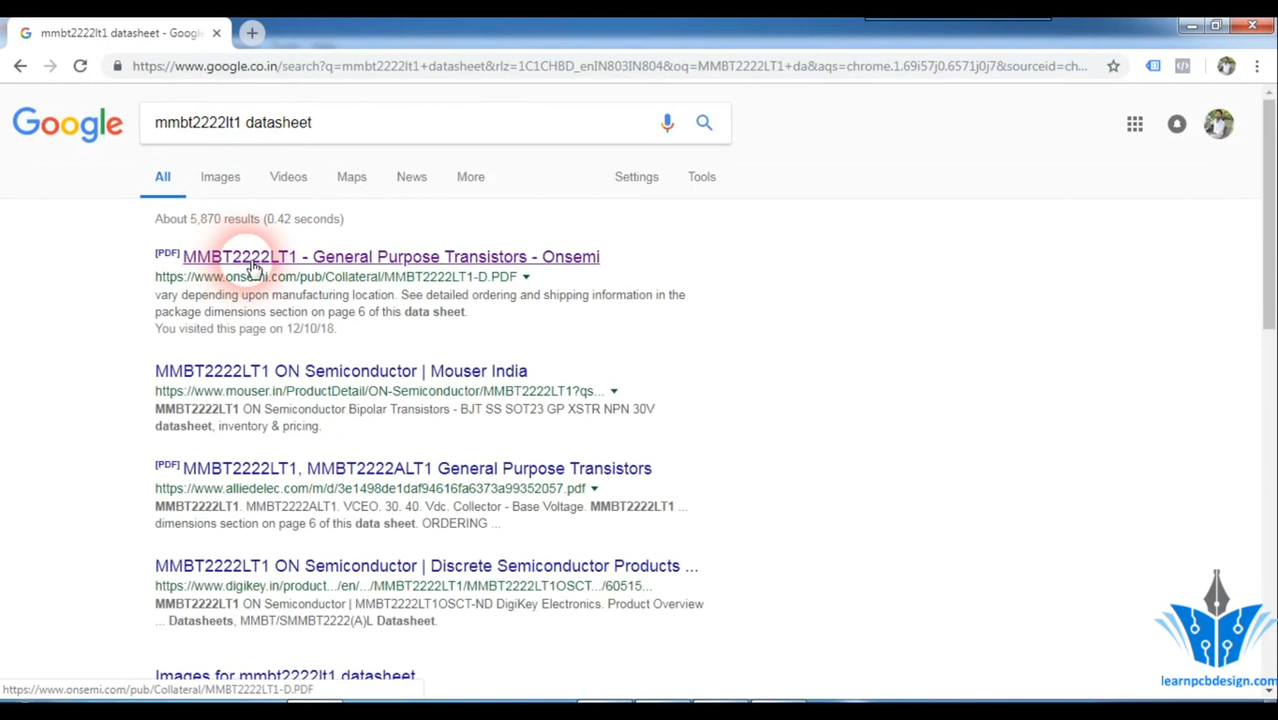 mmbt2222lt1 datasheet - Google
https://www.google.co.in/search?q=mmbt2222lt1+datasheet&rlz=1C1CHBD_enIN803IN804&oq=MMBT2222LT1+da&aqs=chrome.1.69i57j0.6571j0j7&sourceid=ch...
Google
mmbt2222lt1 datasheet
All Images Videos Maps News More Settings Tools
About 5,870 results (0.42 seconds)
[PDF] MMBT2222LT1 - General Purpose Transistors - Onsemi
https://www.onsemi.com/pub/Collateral/MMBT2222LT1-D.PDF
vary depending upon manufacturing location. See detailed ordering and shipping information in the
package dimensions section on page 6 of this data sheet.
You visited this page on 12/10/18.
MMBT2222LT1 ON Semiconductor | Mouser India
https://www.mouser.in/ProductDetail/ON-Semiconductor/MMBT2222LT1?qs...
MMBT2222LT1 ON Semiconductor Bipolar Transistors - BJT SS SOT23 GP XSTR NPN 30V
datasheet, inventory & pricing.
[PDF] MMBT2222LT1, MMBT2222ALT1 General Purpose Transistors
https://www.alliedelec.com/m/d/3e1498de1daf94616fa6373a99352057.pdf
MMBT2222LT1. MMBT2222ALT1. VCEO. 30. 40. Vdc. Collector - Base Voltage. MMBT2222LT1 ...
dimensions section on page 6 of this data sheet. ORDERING ...
MMBT2222LT1 ON Semiconductor | Discrete Semiconductor Products ...
https://www.digikey.in/product.../en/.../MMBT2222LT1/MMBT2222LT1OSCT.../60515...
MMBT2222LT1 ON Semiconductor | MMBT2222LT1OSCT-ND DigiKey Electronics. Product Overview
... Datasheets, MMBT/SMMBT2222(A)L Datasheet.
Images for mmbt2222lt1 datasheet
https://www.onsemi.com/pub/Collateral/MMBT2222LT1-D.PDF
learnpcbdesign.com